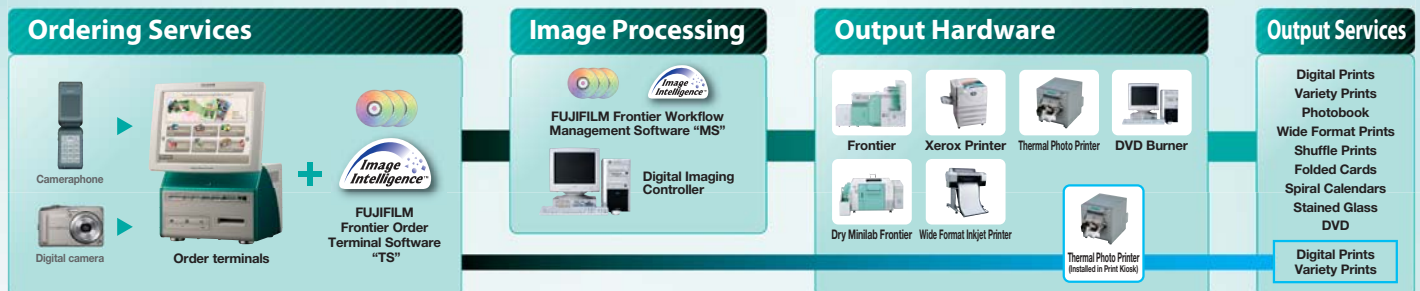 Ordering Services
Cameraphone
Digital camera
Order terminals
Image
Intelligence™
FUJIFILM
Frontier Order
Terminal Software
“TS”
Image Processing
Image
Intelligence™
FUJIFILM Frontier Workflow
Management Software “MS”
Digital Imaging
Controller
Output Hardware
Frontier
Xerox Printer
Thermal Photo Printer
DVD Burner
Dry Minilab Frontier
Wide Format Inkjet Printer
Thermal Photo Printer
(Installed in Print Kiosk)
Output Services
Digital Prints
Variety Prints
Photobook
Wide Format Prints
Shuffle Prints
Folded Cards
Spiral Calendars
Stained Glass
DVD
Digital Prints
Variety Prints